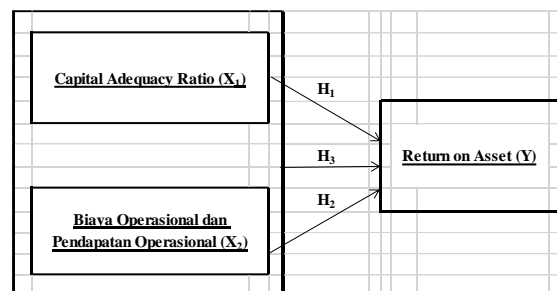 Capital Adequacy Ratio (X₁)
H₁
H₃
Return on Asset (Y)
H₂
Biaya Operasional dan
Pendapatan Operasional (X₂)